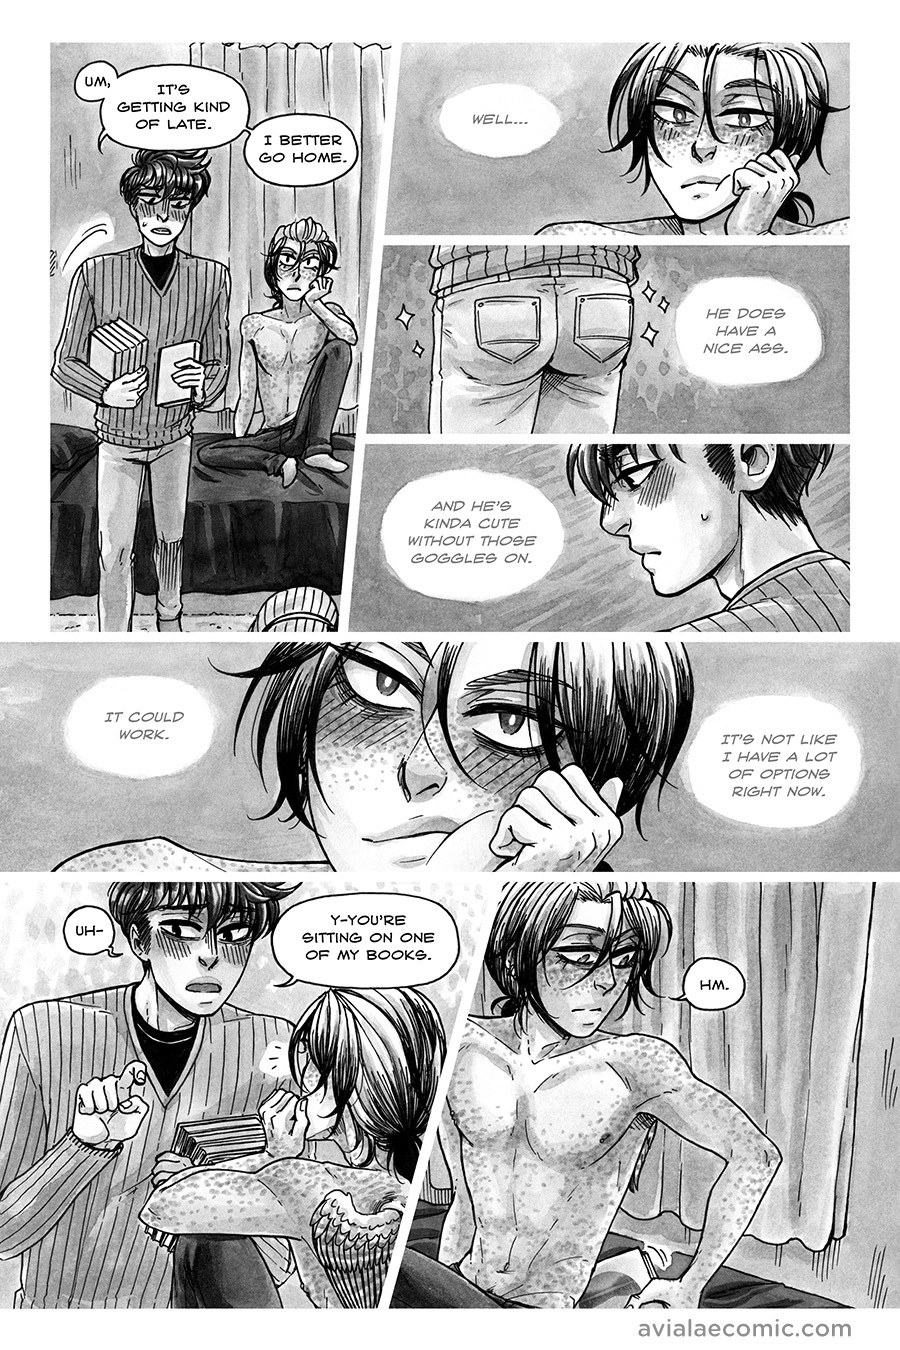 UM,
IT'S
GETTING KIND
OF LATE.
I BETTER
GO HOME.
WELL...
HE DOES
HAVE A
NICE ASS.
AND HE'S
KINDA CUTE
WITHOUT THOSE
GOGGLES ON.
IT COULD
WORK.
IT'S NOT LIKE
I HAVE A LOT
OF OPTIONS
RIGHT NOW.
UH-
Y-YOU'RE
SITTING ON ONE
OF MY BOOKS.
HM.
avialaecomic.com